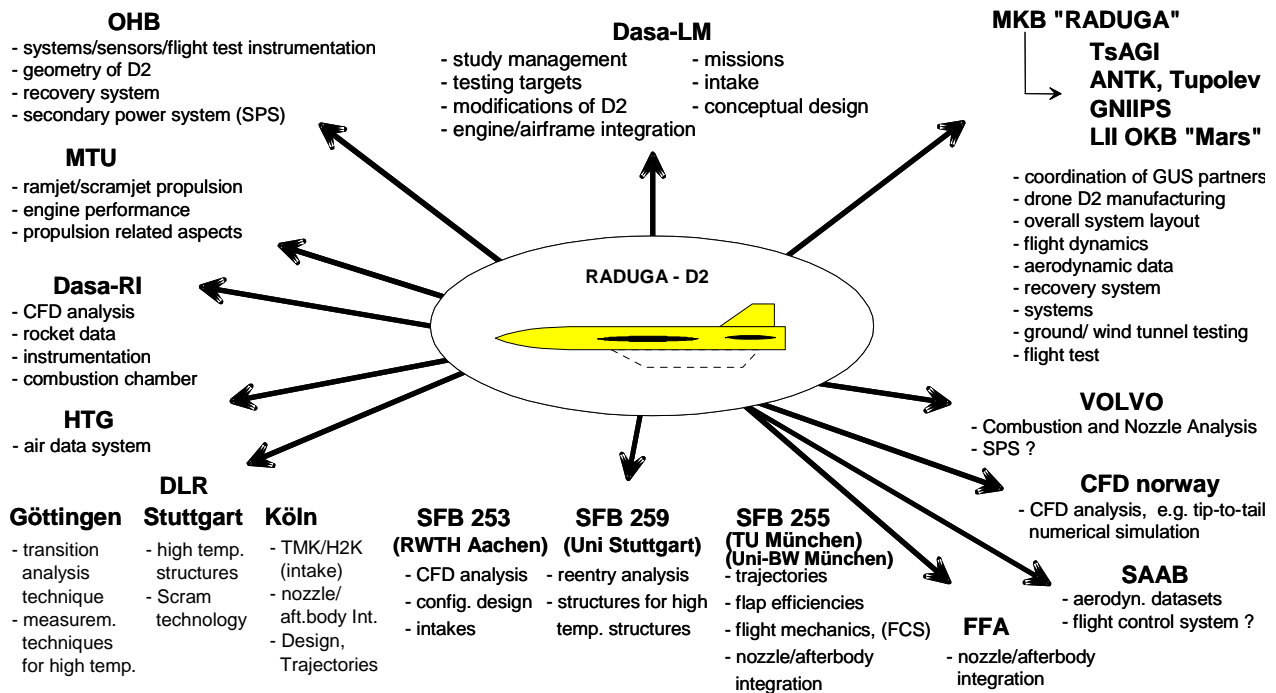 OHB
- systems/sensors/flight test instrumentation
- geometry of D2
- recovery system
- secondary power system (SPS)
Dasa-LM
- study management
- testing targets
- modifications of D2
- engine/airframe integration
- missions
- intake
- conceptual design
MKB "RADUGA"
TsAGI
ANTK, Tupolev
GNIIPS
LII OKB "Mars"
- coordination of GUS partners
- drone D2 manufacturing
- overall system layout
- flight dynamics
- aerodynamic data
- recovery system
- systems
- ground/ wind tunnel testing
- flight test
MTU
- ramjet/scramjet propulsion
- engine performance
- propulsion related aspects
RADUGA - D2
Dasa-RI
- CFD analysis
- rocket data
- instrumentation
- combustion chamber
HTG
- air data system
VOLVO
- Combustion and Nozzle Analysis
- SPS ?
DLR
Göttingen
- transition
analysis
technique
- measurem.
techniques
for high temp.
Stuttgart
- high temp.
structures
- Scram
technology
Köln
- TMK/H2K
(intake)
- nozzle/
aft.body Int.
- Design,
Trajectories
SFB 253
(RWTH Aachen)
- CFD analysis
- config. design
- intakes
SFB 259
(Uni Stuttgart)
- reentry analysis
- structures for high
temp. structures
SFB 255
(TU München)
(Uni-BW München)
- trajectories
- flap efficiencies
- flight mechanics, (FCS)
- nozzle/afterbody
integration
FFA
- nozzle/afterbody
integration
CFD norway
- CFD analysis, e.g. tip-to-tail
numerical simulation
SAAB
- aerodyn. datasets
- flight control system ?